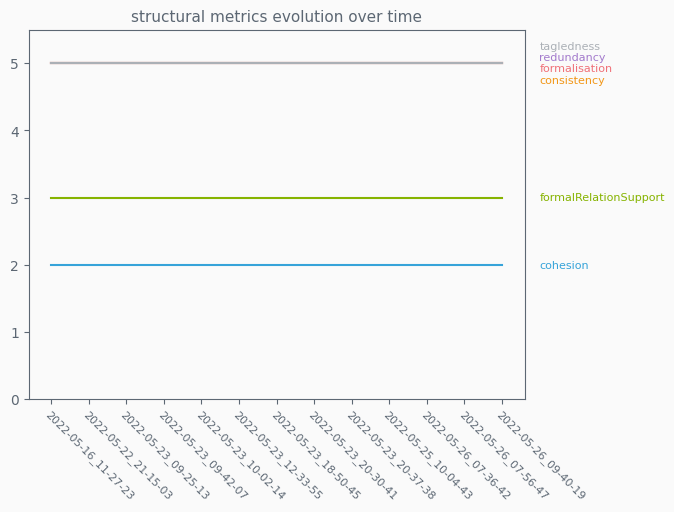 structural metrics evolution over time
5
4
3
2
1
0
tagledness
redundancy
formalisation
consistency
formalRelationSupport
cohesion
2022-05-16_11-27-23
2022-05-22_21-15-03
2022-05-23_09-25-13
2022-05-23_09-42-07
2022-05-23_10-02-14
2022-05-23_12-33-55
2022-05-23_18-50-45
2022-05-23_20-30-41
2022-05-23_20-37-38
2022-05-25_10-04-43
2022-05-26_07-36-42
2022-05-26_07-56-47
2022-05-26_09-40-19